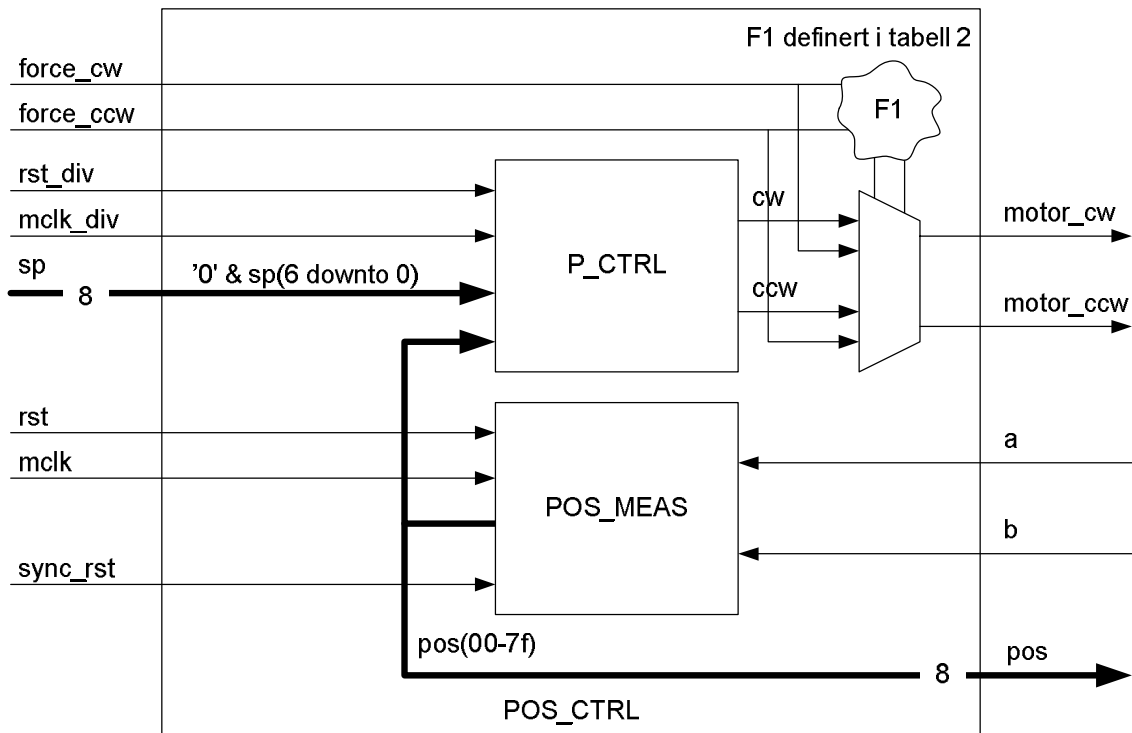 F1 definert i tabell 2
force_cw
force_ccw
F1
rst_div
mclk_div
sp
8
'0' & sp(6 downto 0)
P_CTRL
cw
ccw
motor_cw
motor_ccw
rst
mclk
sync_rst
POS_MEAS
a
b
pos(00-7f)
8
pos
POS_CTRL